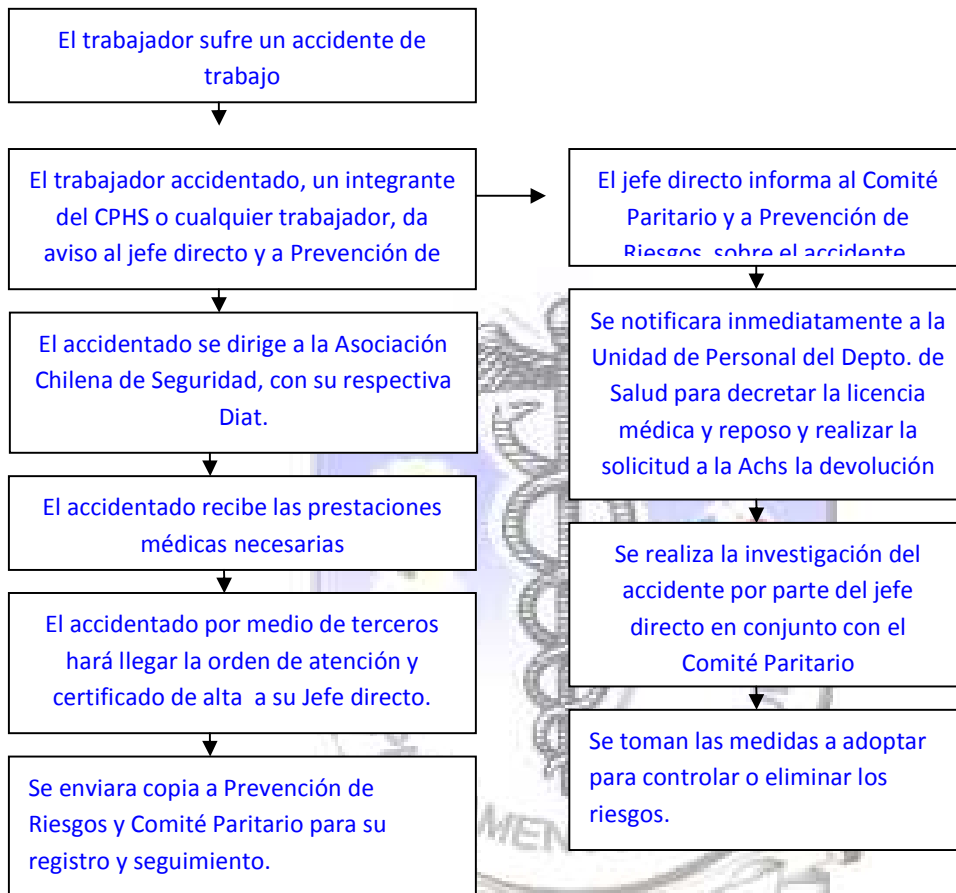 El trabajador sufre un accidente de
trabajo
El trabajador accidentado, un integrante
del CPHS o cualquier trabajador, da
aviso al jefe directo y a Prevención de
El accidentado se dirige a la Asociación
Chilena de Seguridad, con su respectiva
Diat.
El accidentado recibe las prestaciones
médicas necesarias
El accidentado por medio de terceros
hará llegar la orden de atención y
certificado de alta a su Jefe directo.
Se enviara copia a Prevención de
Riesgos y Comité Paritario para su
registro y seguimiento.
El jefe directo informa al Comité
Paritario y a Prevención de
Riesgos, sobre el accidente
Se notificara inmediatamente a la
Unidad de Personal del Depto. de
Salud para decretar la licencia
médica y reposo y realizar la
solicitud a la Achs la devolución
Se realiza la investigación del
accidente por parte del jefe
directo en conjunto con el
Comité Paritario
Se toman las medidas a adoptar
para controlar o eliminar los
riesgos.